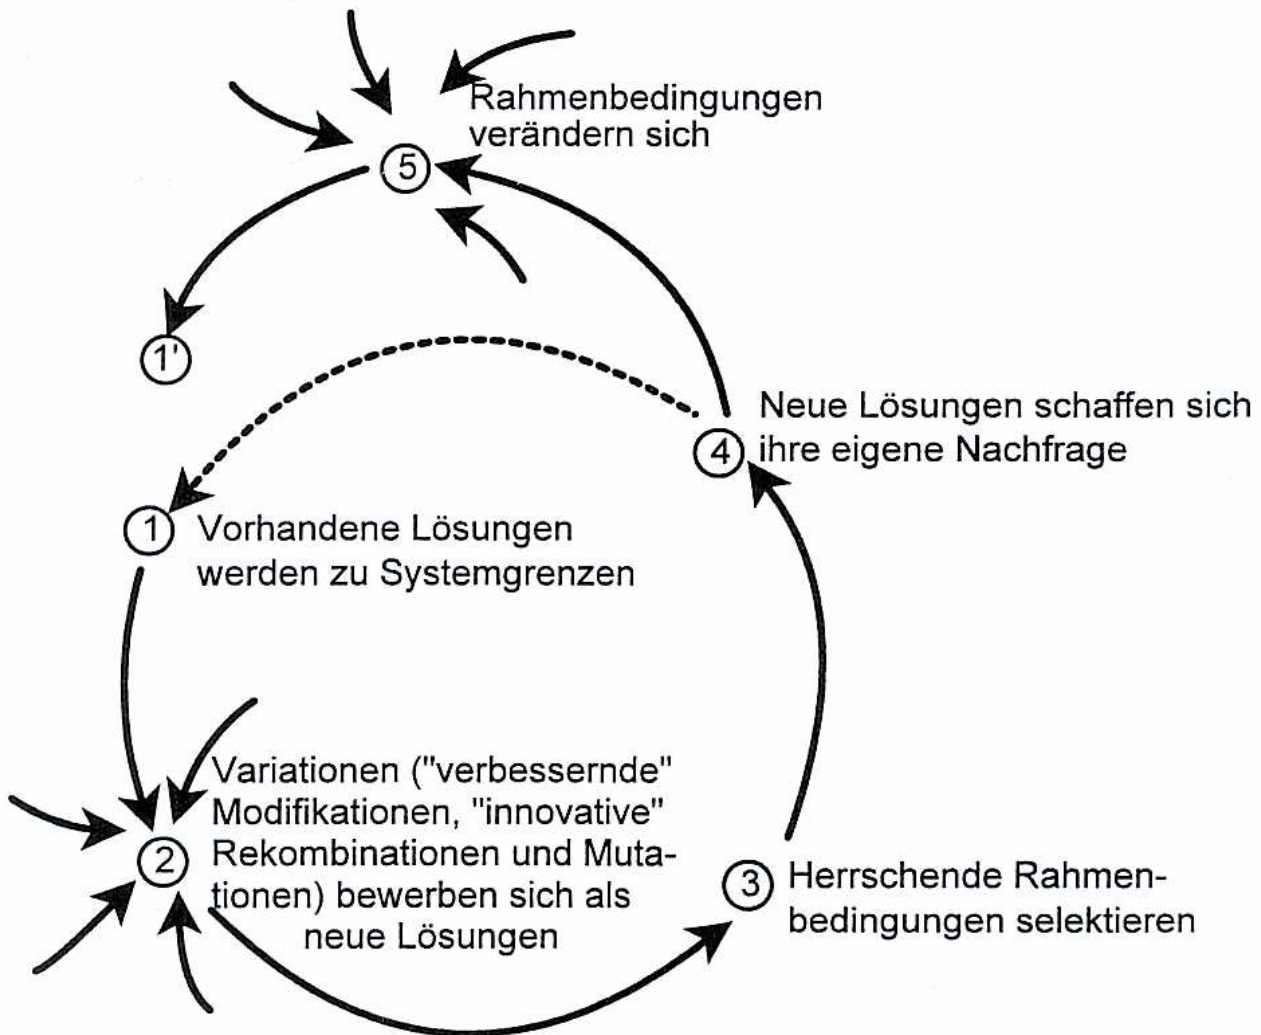 Rahmenbedingungen
verändern sich
5
1'
Neue Lösungen schaffen sich
4 ihre eigene Nachfrage
1 Vorhandene Lösungen
werden zu Systemgrenzen
Variationen ("verbessernde"
Modifikationen, "innovative"
2 Rekombinationen und Muta-
tionen) bewerben sich als
neue Lösungen
3 Herrschende Rahmen-
bedingungen selektieren